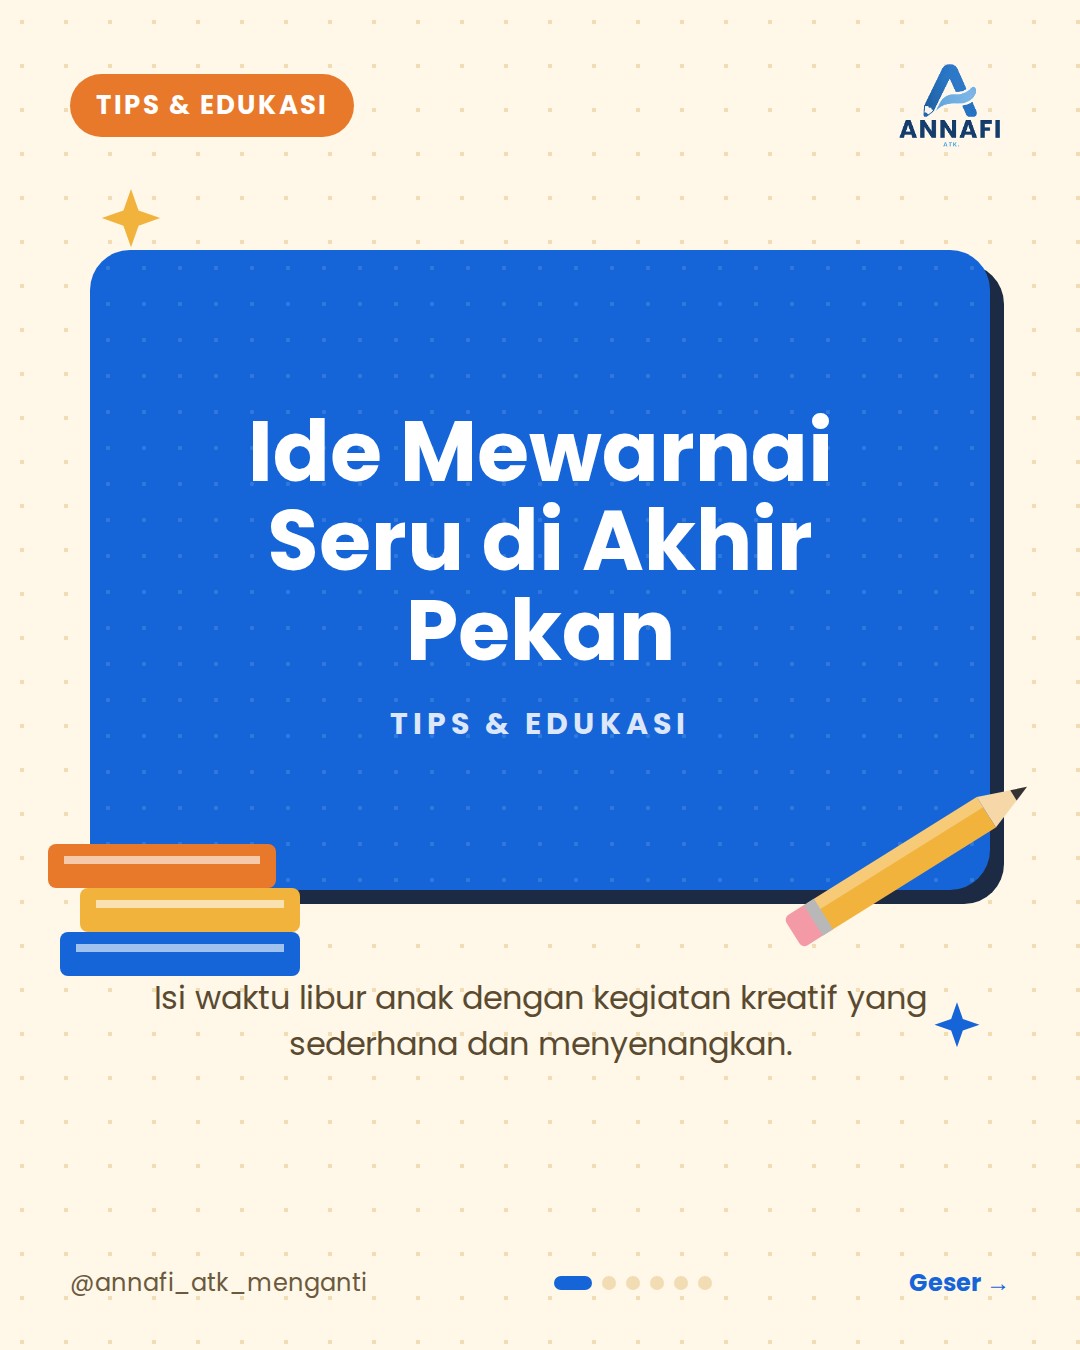 TIPS & EDUKASI
ANNAFI
ATK.
Ide Mewarnai
Seru di Akhir
Pekan
TIPS & EDUKASI
Isi waktu libur anak dengan kegiatan kreatif yang
sederhana dan menyenangkan.
@annafi_atk_menganti
Geser →